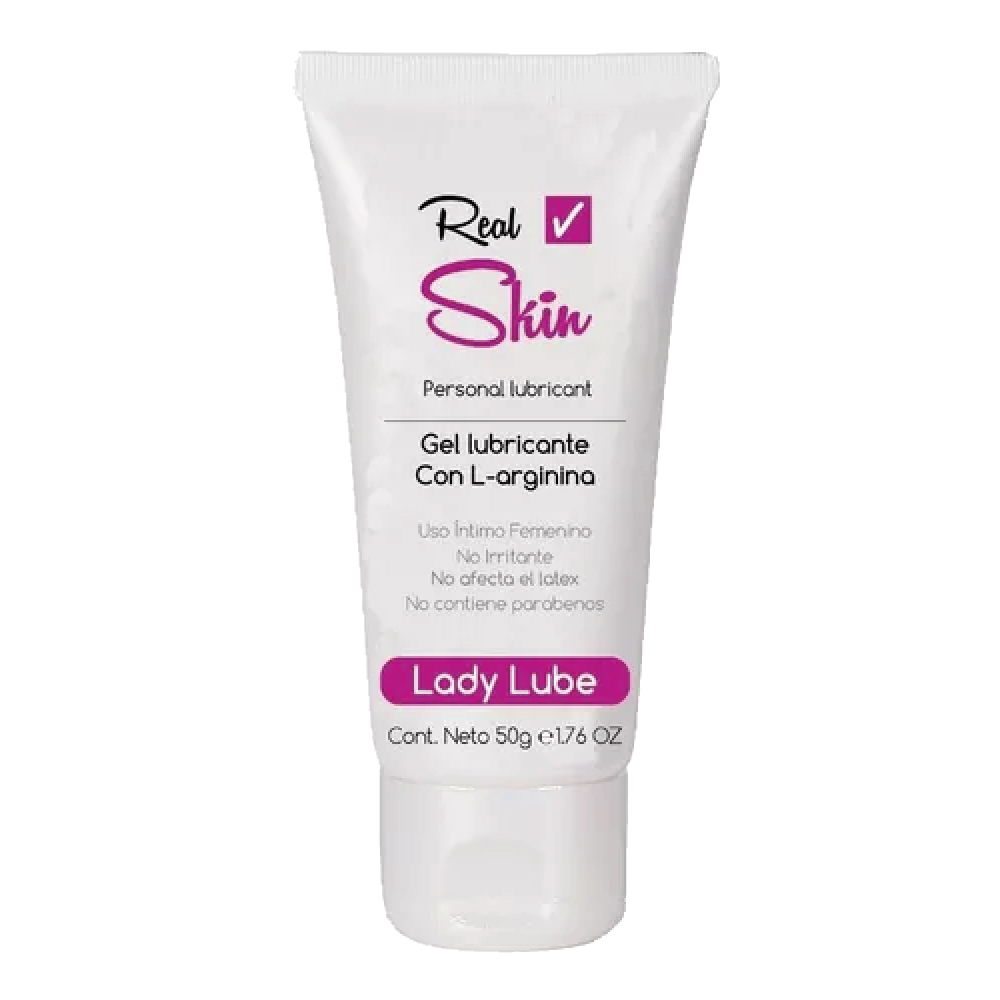 Real
Skin
Personal lubricant
Gel lubricante
Con L-arginina
Uso Íntimo Femenino
No Irritante
No afecta el latex
No contiene parabenos
Lady Lube
Cont. Neto 50g ℮1.76 OZ